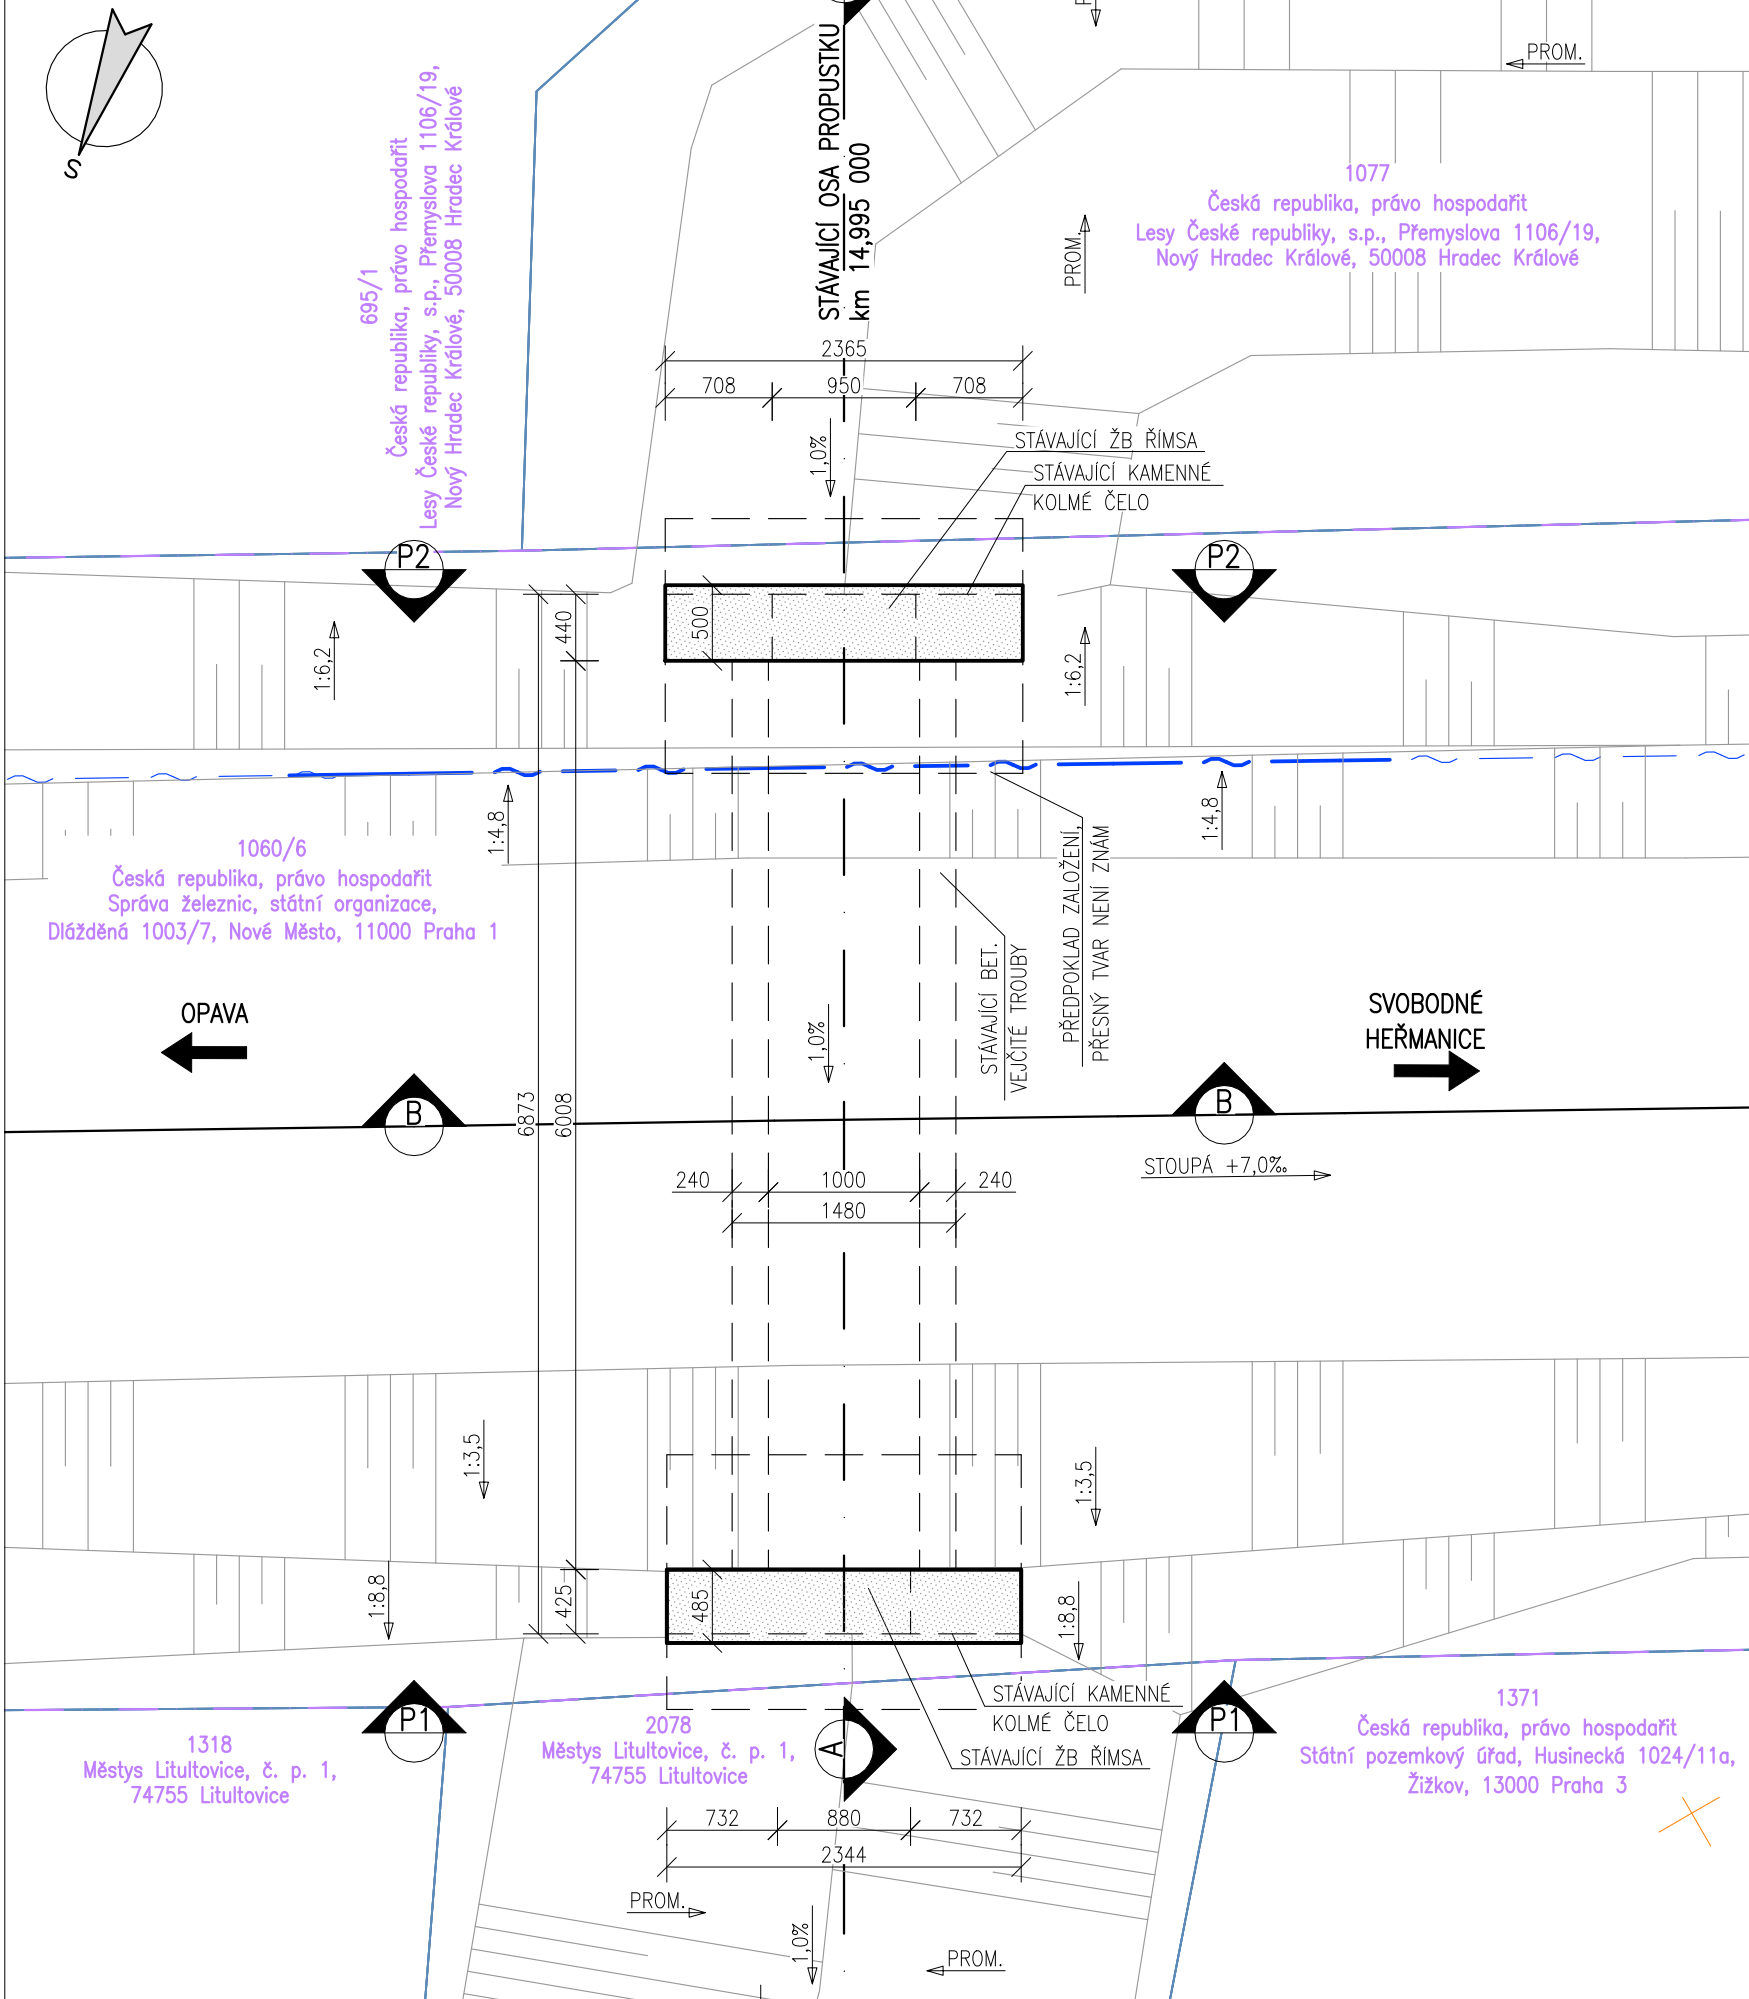 S
695/1
Česká republika, právo hospodařit
Lesy České republiky, s.p., Přemyslova 1106/19,
Nový Hradec Králové, 50008 Hradec Králové
STÁVAJÍCÍ OSA PROPUSTKU
km 14,995 000
PROM.
1077
Česká republika, právo hospodařit
Lesy České republiky, s.p., Přemyslova 1106/19,
Nový Hradec Králové, 50008 Hradec Králové
PROM.
2365
708
950
708
1,0%
STÁVAJÍCÍ ŽB ŘÍMSA
STÁVAJÍCÍ KAMENNÉ
KOLMÉ ČELO
P2
P2
500
440
1:6,2
1:6,2
1:4,8
1:4,8
1060/6
Česká republika, právo hospodařit
Správa železnic, státní organizace,
Dlážděná 1003/7, Nové Město, 11000 Praha 1
PŘEDPOKLAD ZALOŽENÍ,
PŘESNÝ TVAR NENÍ ZNÁM
STÁVAJÍCÍ BET.
VEJČITÉ TROUBY
OPAVA
SVOBODNÉ
HEŘMANICE
1,0%
B
B
6873
6008
STOUPÁ +7,0‰
240
1000
240
1480
1:3,5
1:3,5
1:8,8
1:8,8
425
485
STÁVAJÍCÍ KAMENNÉ
KOLMÉ ČELO
STÁVAJÍCÍ ŽB ŘÍMSA
P1
P1
A
1318
Městys Litultovice, č. p. 1,
74755 Litultovice
2078
Městys Litultovice, č. p. 1,
74755 Litultovice
1371
Česká republika, právo hospodařit
Státní pozemkový úřad, Husinecká 1024/11a,
Žižkov, 13000 Praha 3
732
880
732
2344
PROM.
1,0%
PROM.